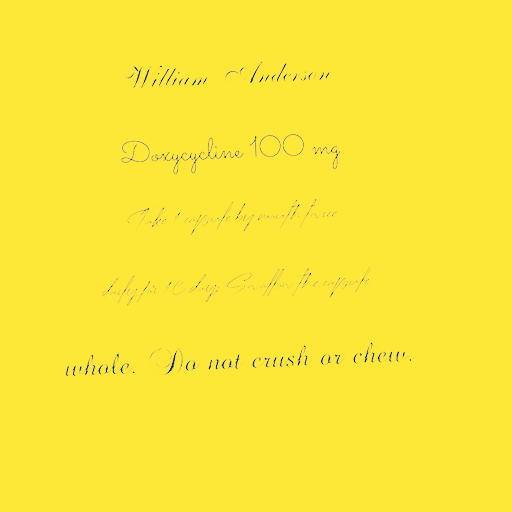 William Anderson
Doxycycline 100 mg
Take 1 capsule by mouth twice
daily for 10 days. Swallow the capsule
whole. Do not crush or chew.